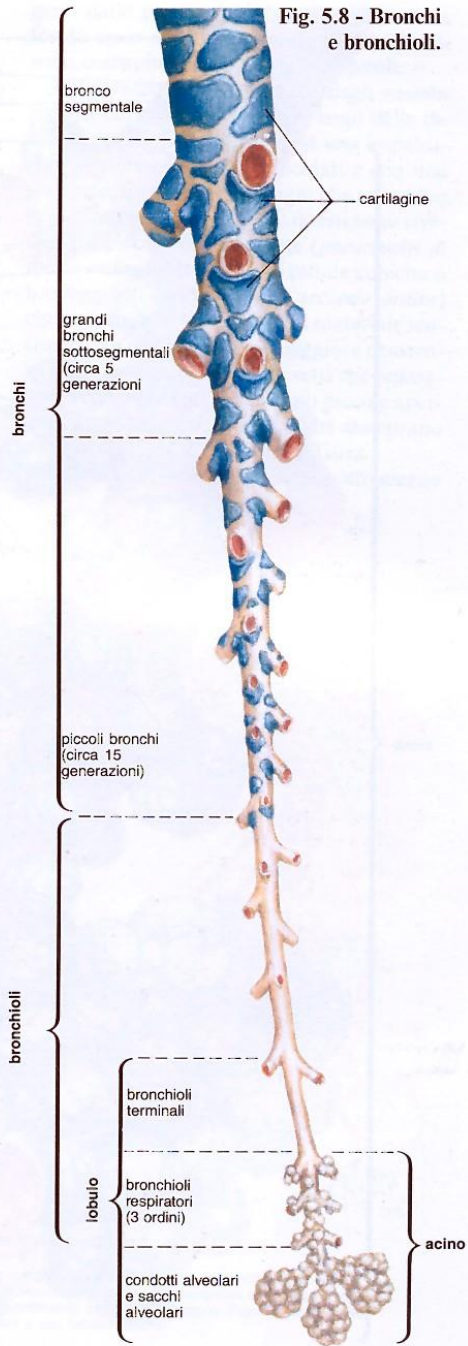 Fig. 5.8 - Bronchi
e bronchioli.
bronco
segmentale
cartilagine
grandi
bronchi
sottosegmentali
(circa 5
generazioni
bronchi
piccoli bronchi
(circa 15
generazioni)
bronchioli
bronchioli
terminali
lobulo
bronchioli
respiratori
(3 ordini)
acino
condotti alveolari
e sacchi
alveolari